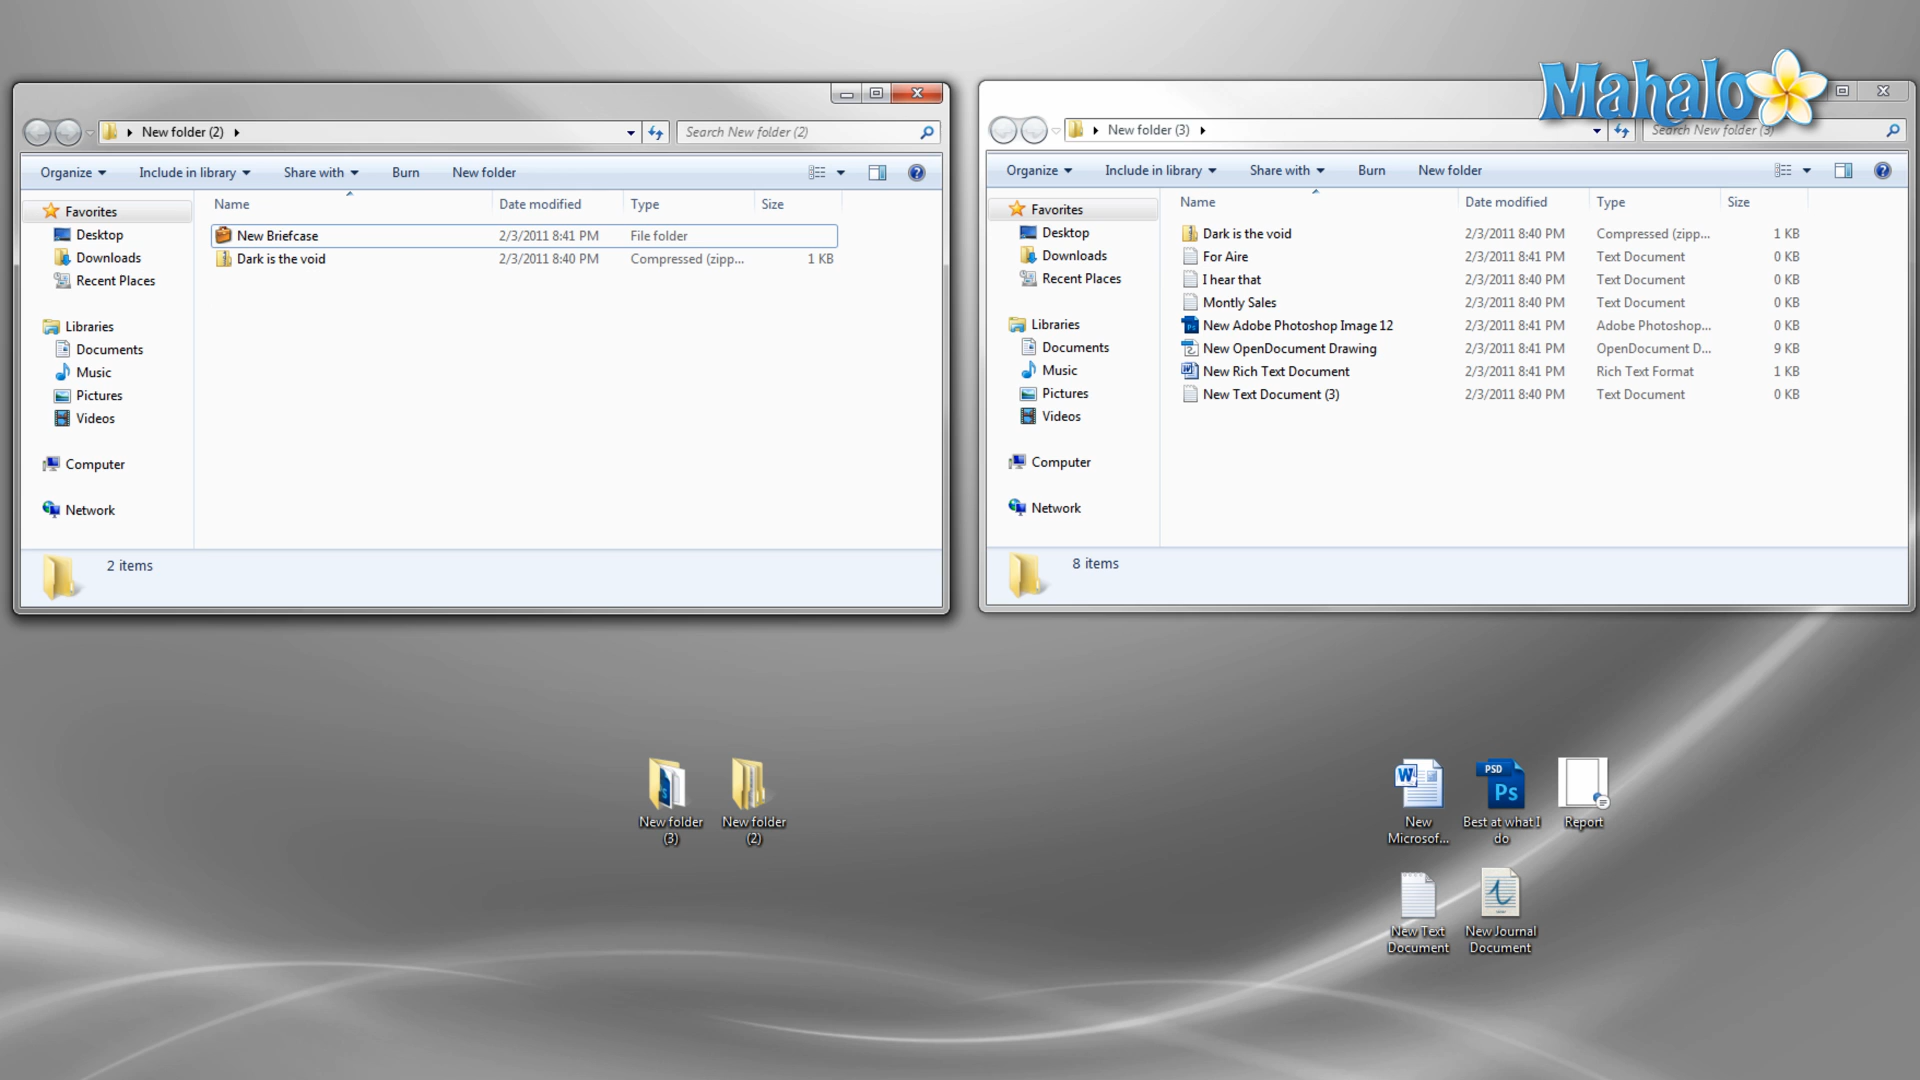 Mahalo
New folder (2)
Search New folder (2)
Organize
Include in library
Share with
Burn
New folder
Favorites
Desktop
Downloads
Recent Places
Libraries
Documents
Music
Pictures
Videos
Computer
Network
Name Date modified Type Size
New Briefcase 2/3/2011 8:41 PM File folder
Dark is the void 2/3/2011 8:40 PM Compressed (zipp... 1 KB
2 items
New folder (3)
Search New folder (3)
Organize
Include in library
Share with
Burn
New folder
Favorites
Desktop
Downloads
Recent Places
Libraries
Documents
Music
Pictures
Videos
Computer
Network
Name Date modified Type Size
Dark is the void 2/3/2011 8:40 PM Compressed (zipp... 1 KB
For Aire 2/3/2011 8:41 PM Text Document 0 KB
I hear that 2/3/2011 8:40 PM Text Document 0 KB
Montly Sales 2/3/2011 8:40 PM Text Document 0 KB
New Adobe Photoshop Image 12 2/3/2011 8:41 PM Adobe Photoshop... 0 KB
New OpenDocument Drawing 2/3/2011 8:41 PM OpenDocument D... 9 KB
New Rich Text Document 2/3/2011 8:41 PM Rich Text Format 1 KB
New Text Document (3) 2/3/2011 8:40 PM Text Document 0 KB
8 items
New folder
(3)
New folder
(2)
W
New
Microsof...
PSD
Ps
Best at what I
do
Report
New Text
Document
New Journal
Document